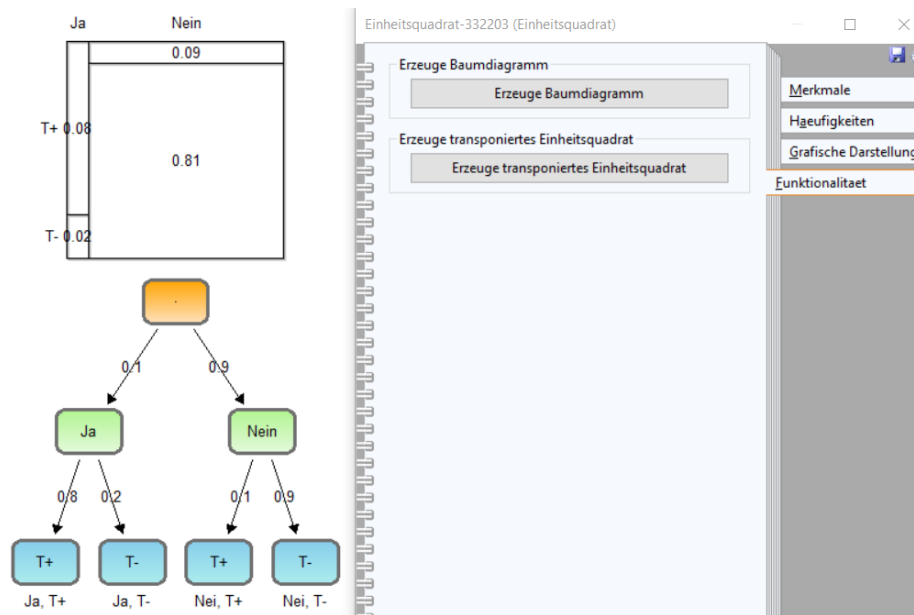 Ja Nein
0.09
T+ 0.08
0.81
T- 0.02
.
0.1 0.9
Ja Nein
0.8 0.2 0.1 0.9
T+ T- T+ T-
Ja, T+ Ja, T- Nei, T+ Nei, T-
Einheitsquadrat-332203 (Einheitsquadrat)
Erzeuge Baumdiagramm
Erzeuge Baumdiagramm
Erzeuge transponiertes Einheitsquadrat
Erzeuge transponiertes Einheitsquadrat
Merkmale
Haeufigkeiten
Grafische Darstellung
Funktionalitaet